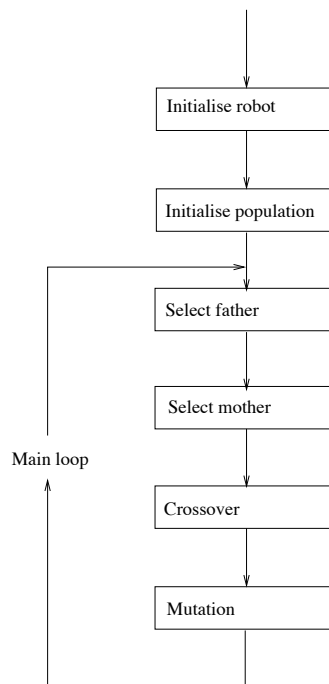 Initialise robot
Initialise population
Select father
Select mother
Main loop
Crossover
Mutation